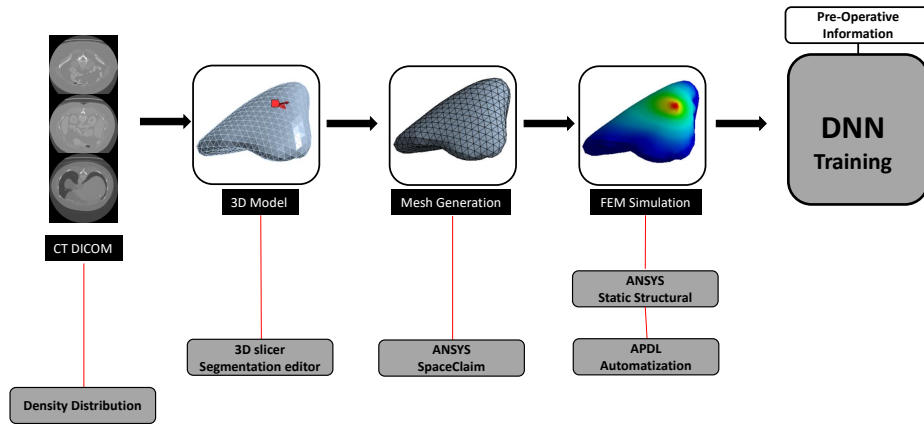 Pre-Operative
Information
DNN
Training
3D Model
Mesh Generation
FEM Simulation
CT DICOM
ANSYS
Static Structural
3D slicer
Segmentation editor
ANSYS
SpaceClaim
APDL
Automatization
Density Distribution